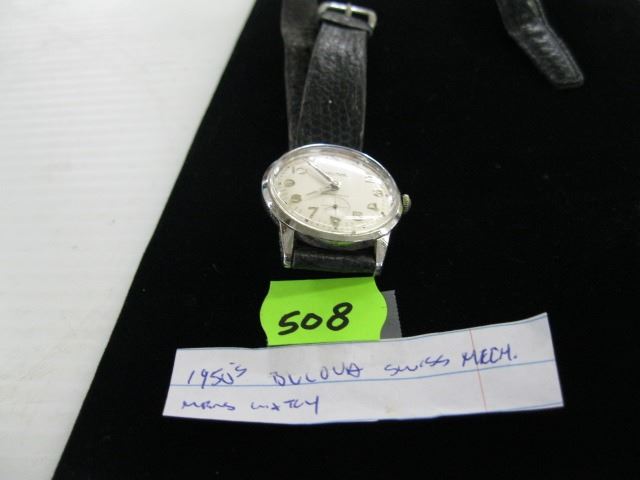 508
1950's BULOVA SWISS MECH.
MENS WATCH